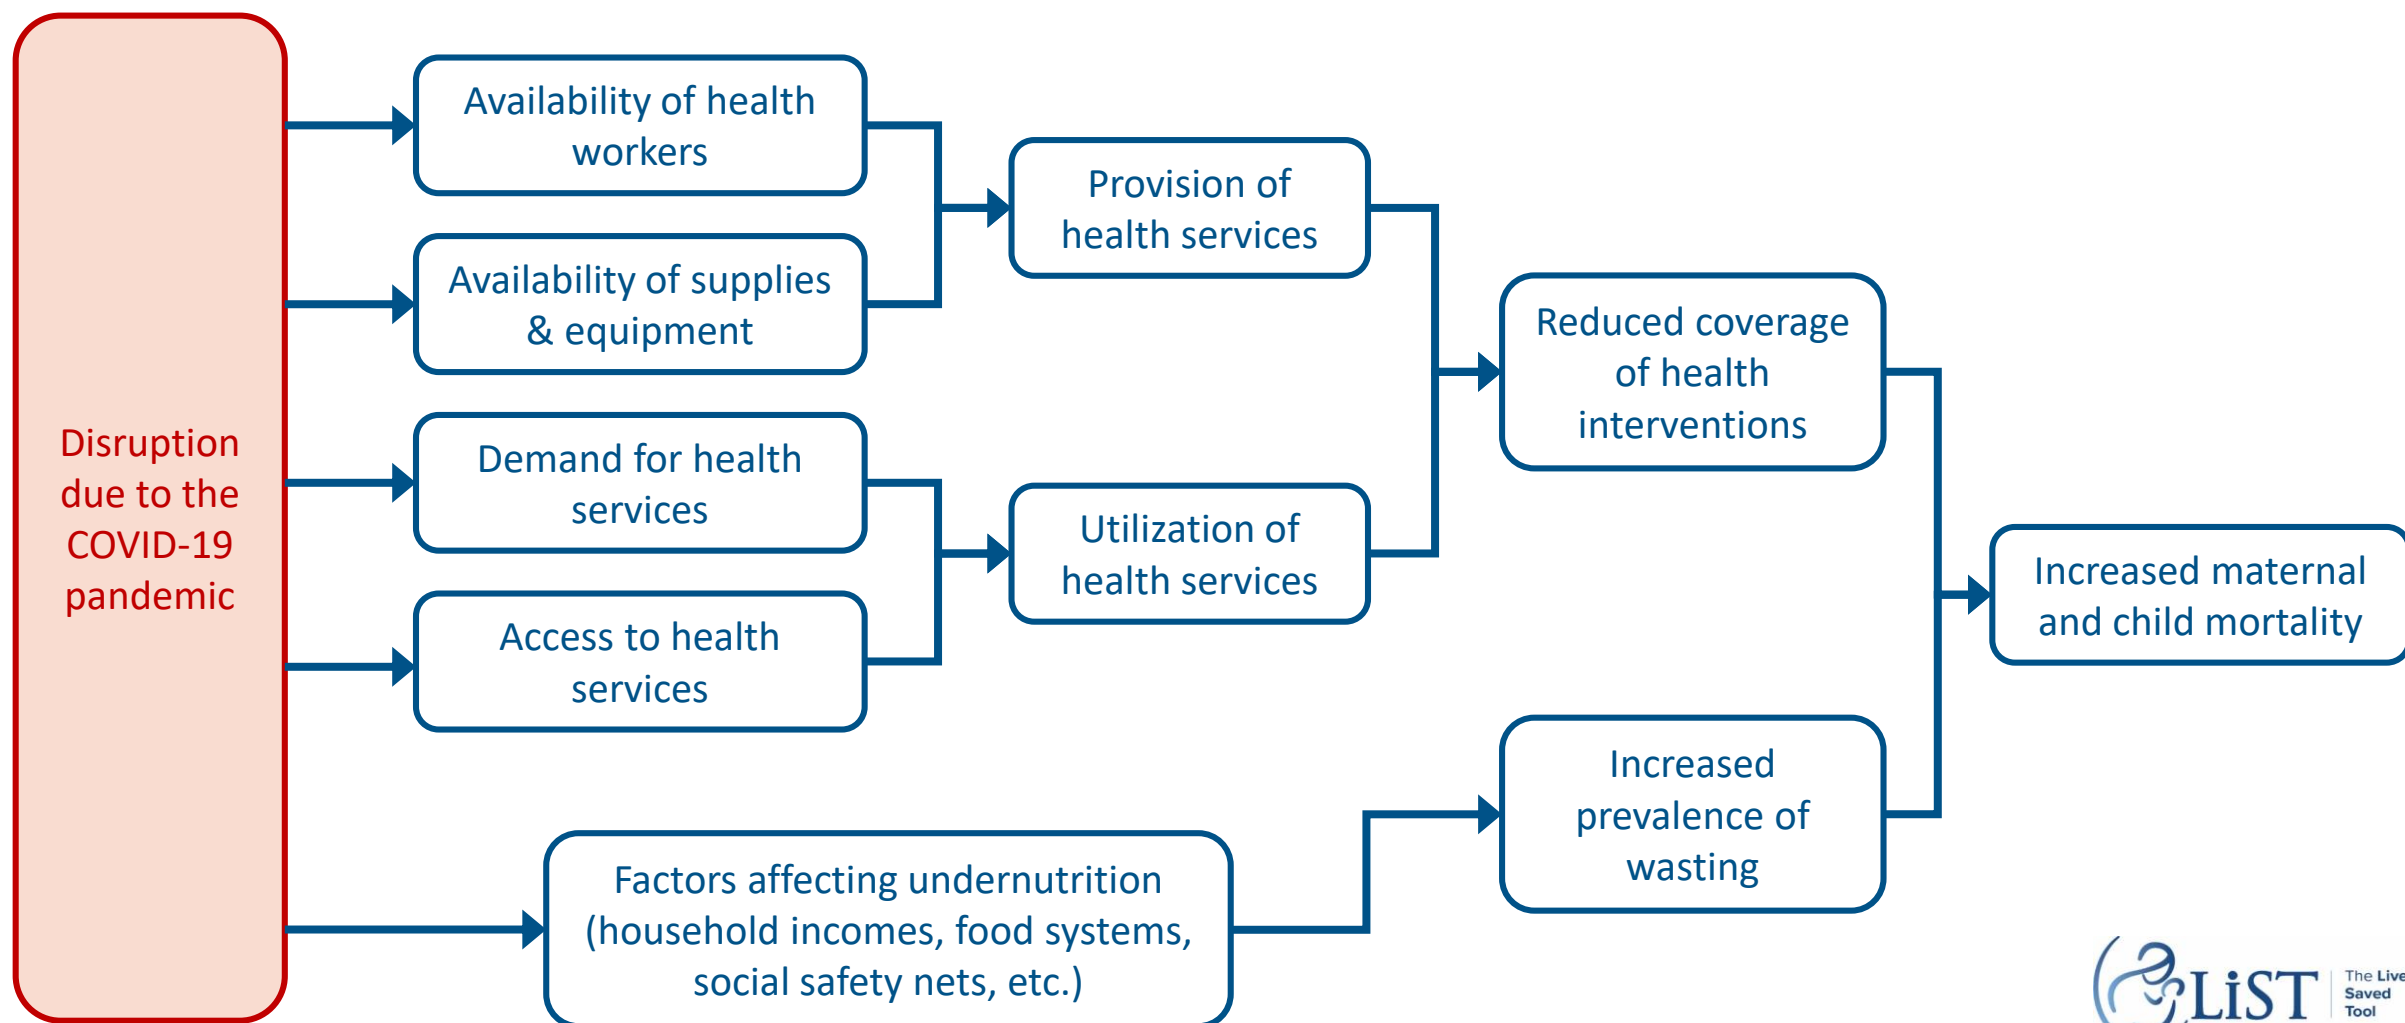 Disruption
due to the
COVID-19
pandemic
Availability of health
workers
Availability of supplies
& equipment
Demand for health
services
Access to health
services
Factors affecting undernutrition
(household incomes, food systems,
social safety nets, etc.)
Provision of
health services
Utilization of
health services
Reduced coverage
of health
interventions
Increased
prevalence of
wasting
Increased maternal
and child mortality
LiST
The Live
Saved
Tool